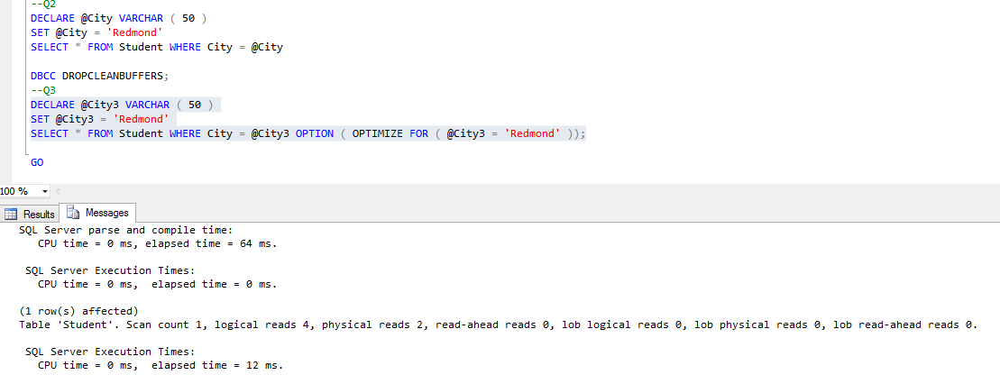 --Q2
DECLARE @City VARCHAR ( 50 )
SET @City = 'Redmond'
SELECT * FROM Student WHERE City = @City
DBCC DROPCLEANBUFFERS;
--Q3
DECLARE @City3 VARCHAR ( 50 )
SET @City3 = 'Redmond'
SELECT * FROM Student WHERE City = @City3 OPTION ( OPTIMIZE FOR ( @City3 = 'Redmond' ));
GO
100 %
Results Messages
SQL Server parse and compile time:
CPU time = 0 ms, elapsed time = 64 ms.
SQL Server Execution Times:
CPU time = 0 ms,  elapsed time = 0 ms.
(1 row(s) affected)
Table 'Student'. Scan count 1, logical reads 4, physical reads 2, read-ahead reads 0, lob logical reads 0, lob physical reads 0, lob read-ahead reads 0.
SQL Server Execution Times:
CPU time = 0 ms,  elapsed time = 12 ms.